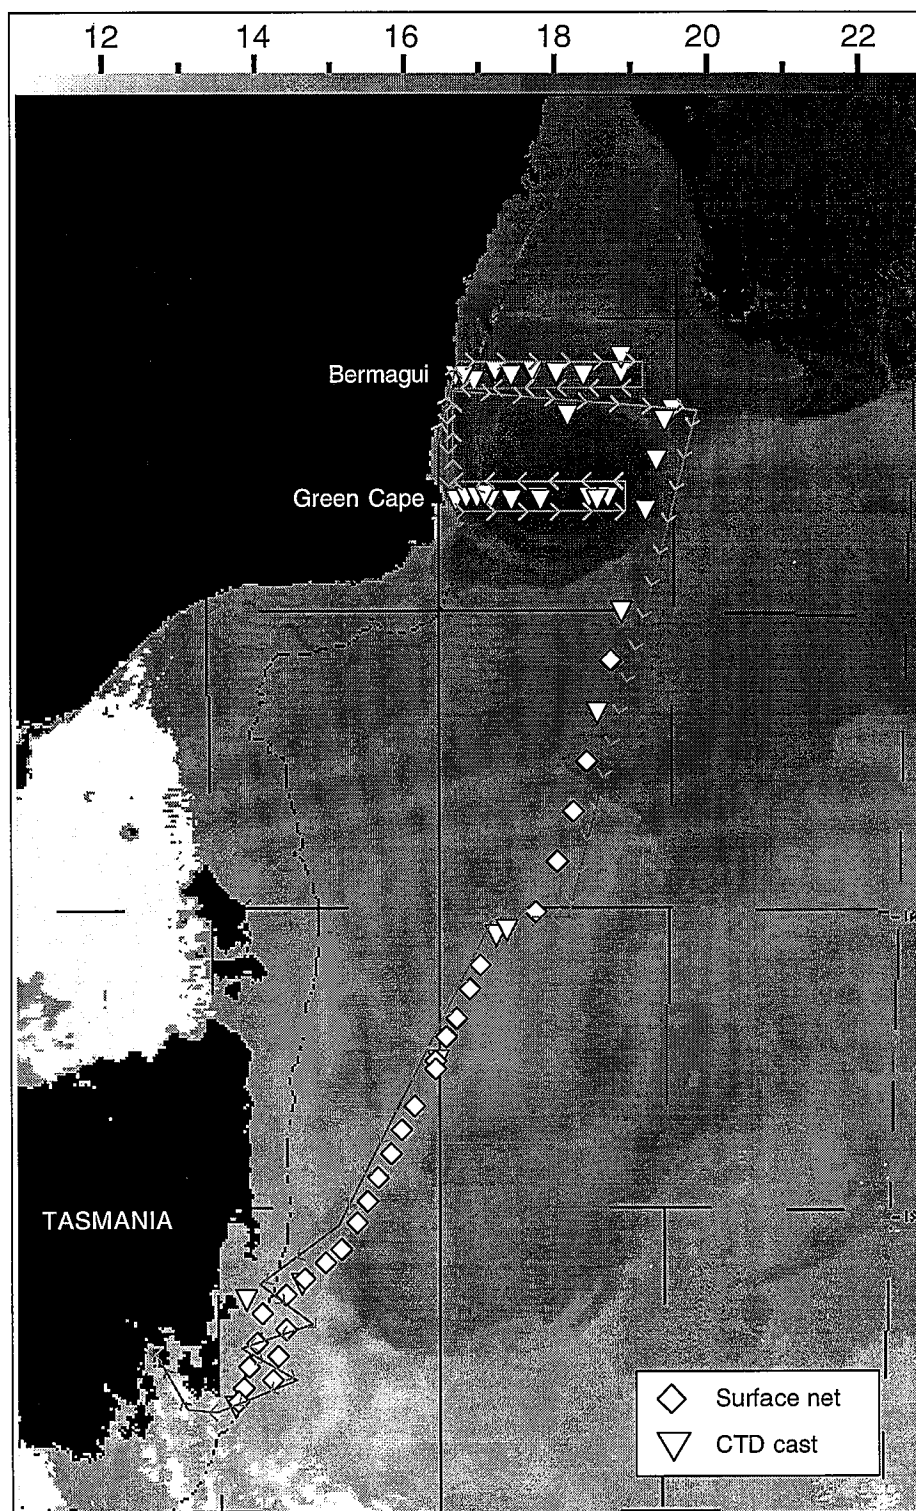 12 14 16 18 20 22
Bermagui
Green Cape
TASMANIA
Surface net
CTD cast